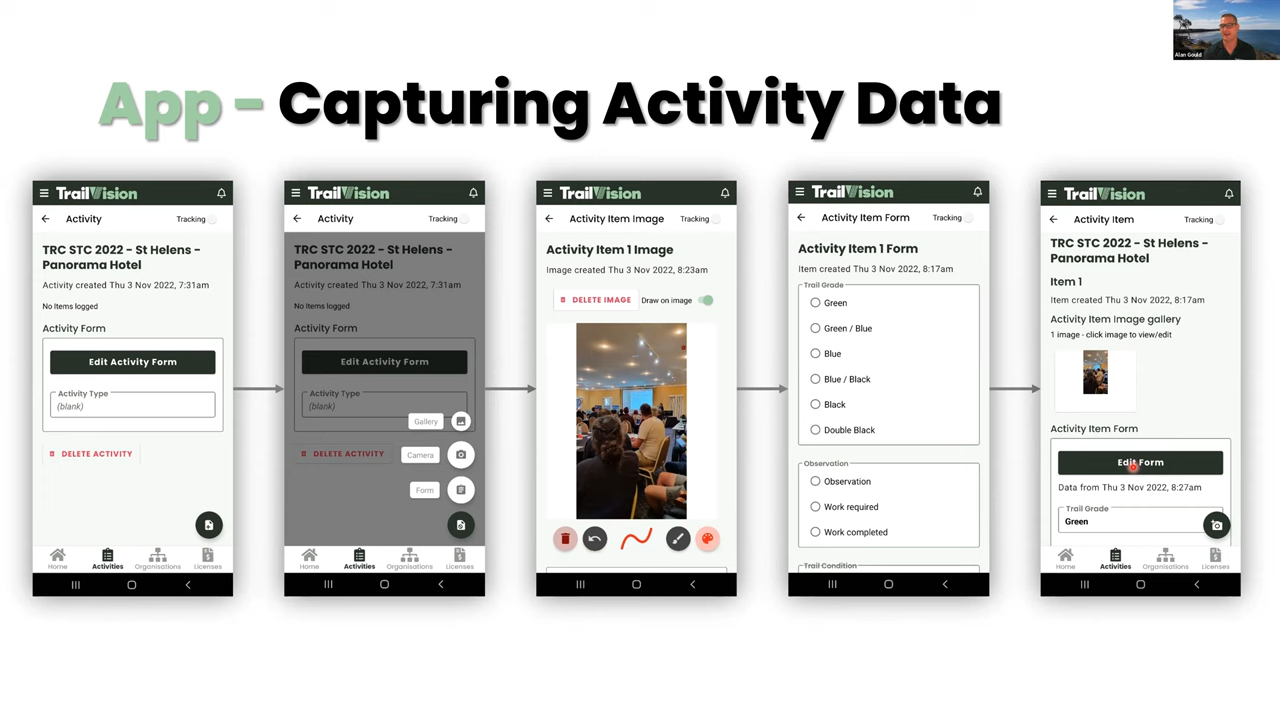 Alan Gould
App - Capturing Activity Data
TrailVision
Activity
Tracking
TRC STC 2022 - St Helens -
Panorama Hotel
Activity created Thu 3 Nov 2022, 7:31am
No Items logged
Activity Form
Edit Activity Form
Activity Type
(blank)
DELETE ACTIVITY
Home
Activities
Organisations
Licenses
TrailVision
Activity
Tracking
TRC STC 2022 - St Helens -
Panorama Hotel
Activity created Thu 3 Nov 2022, 7:31am
No Items logged
Activity Form
Edit Activity Form
Activity Type
(blank)
Gallery
DELETE ACTIVITY
Camera
Form
Home
Activities
Organisations
Licenses
TrailVision
Activity Item Image
Tracking
Activity Item 1 Image
Image created Thu 3 Nov 2022, 8:23am
DELETE IMAGE
Draw on image
TrailVision
Activity Item Form
Tracking
Activity Item 1 Form
Item created Thu 3 Nov 2022, 8:17am
Trail Grade
Green
Green / Blue
Blue
Blue / Black
Black
Double Black
Observation
Observation
Work required
Work completed
Trail Condition
TrailVision
Activity Item
Tracking
TRC STC 2022 - St Helens -
Panorama Hotel
Item 1
Item created Thu 3 Nov 2022, 8:17am
Activity Item Image gallery
1 image - click image to view/edit
Activity Item Form
Edit Form
Data from Thu 3 Nov 2022, 8:27am
Trail Grade
Green
Home
Activities
Organisations
Licenses